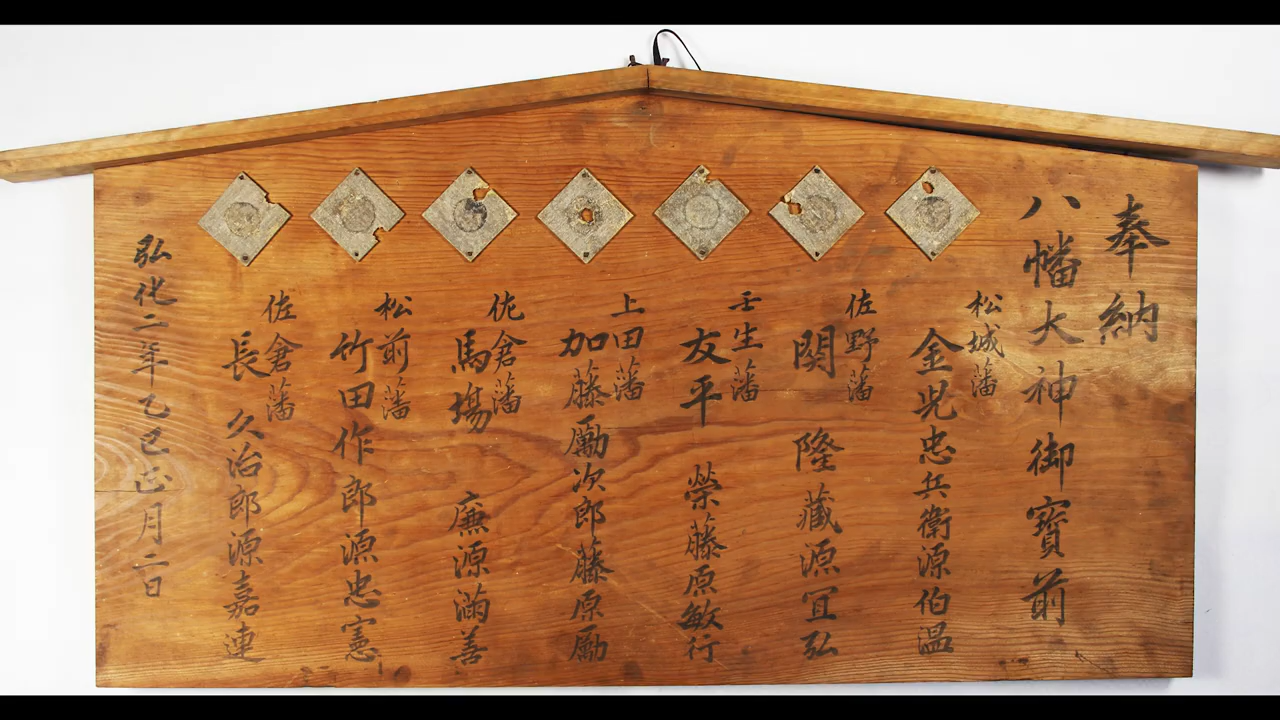 奉納
八幡大神御寶前
松城藩
金児忠兵衛源伯温
佐野藩
関 隆藏源宜弘
壬生藩
友平 榮藤原敏行
上田藩
加藤勵次郎藤原勵
佐倉藩
馬場 廉源滿善
松前藩
竹田作郎源忠憲
佐倉藩
長 久治郎源嘉連
弘化二年乙巳正月二日